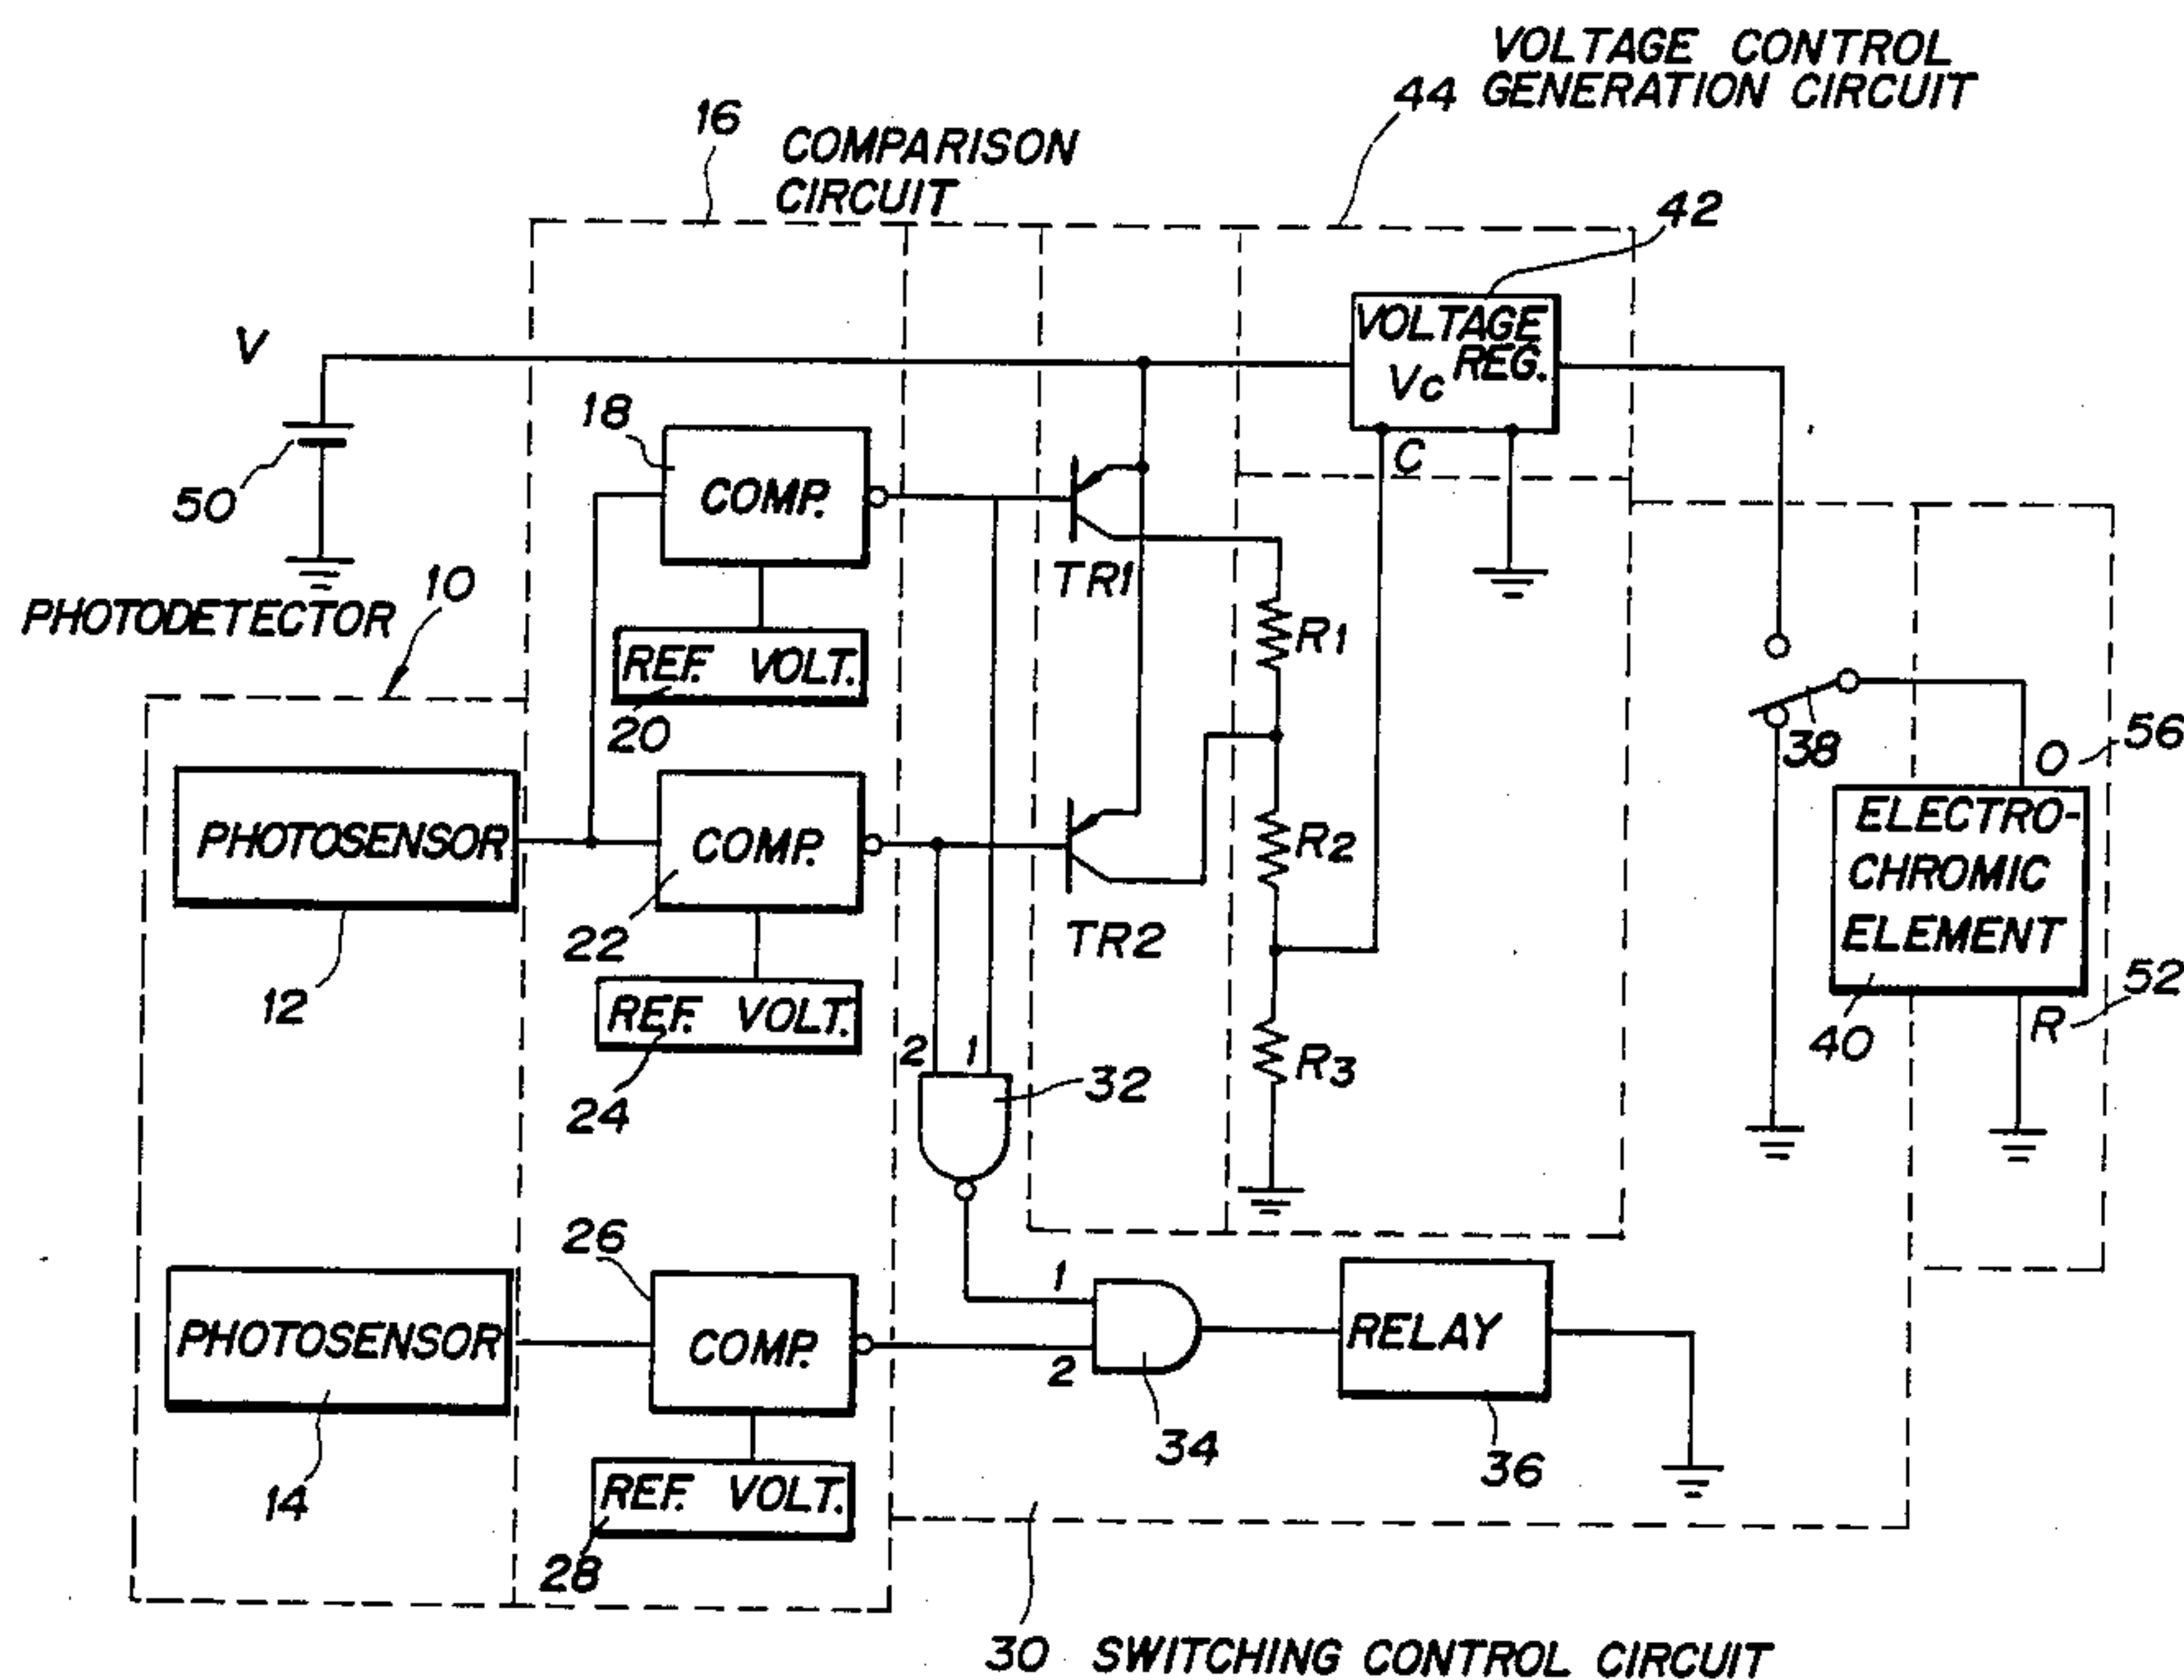 VOLTAGE CONTROL
44 GENERATION CIRCUIT
16
COMPARISON
CIRCUIT
42
V
VOLTAGE
Vc REG.
18
C
50
COMP.
10
TR1
PHOTODETECTOR
R1
REF. VOLT.
20
38
56
O
PHOTOSENSOR
COMP.
R2
ELECTRO-
CHROMIC
ELEMENT
22
TR2
12
52
REF. VOLT.
2 1
R
40
R3
32
24
26
1
PHOTOSENSOR
COMP.
RELAY
2
34
36
14
REF. VOLT.
28
30 SWITCHING CONTROL CIRCUIT